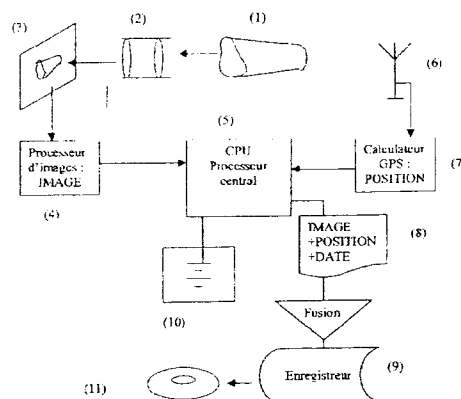 (3)
(2)
(1)
(6)
(5)
Processeur
d'images :
IMAGE
CPU
Processeur
central
Calculateur
GPS :
POSITION
(7)
(4)
IMAGE
+POSITION
+DATE
(8)
Fusion
(10)
Enregistreur
(9)
(11)